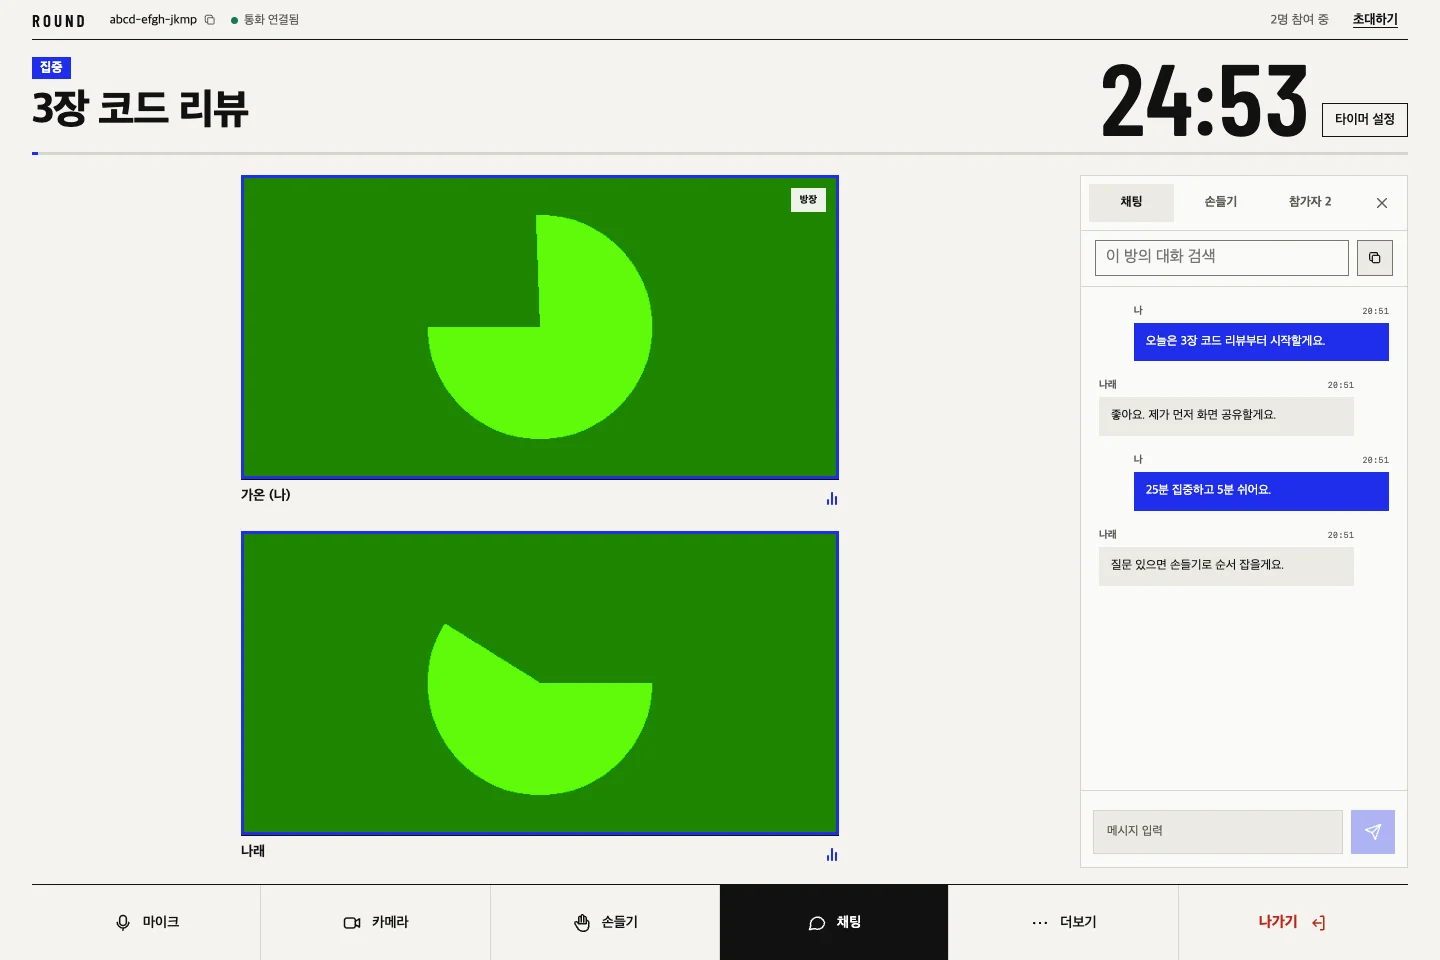 ROUND abcd-efgh-jkmp 통화 연결됨 2명 참여 중 초대하기
집중
3장 코드 리뷰
24:53 타이머 설정
방장
가온 (나)
나래
채팅 손들기 참가자 2
이 방의 대화 검색
나 20:51
오늘은 3장 코드 리뷰부터 시작할게요.
나래 20:51
좋아요. 제가 먼저 화면 공유할게요.
나 20:51
25분 집중하고 5분 쉬어요.
나래 20:51
질문 있으면 손들기로 순서 잡을게요.
메시지 입력
마이크 카메라 손들기 채팅 더보기 나가기